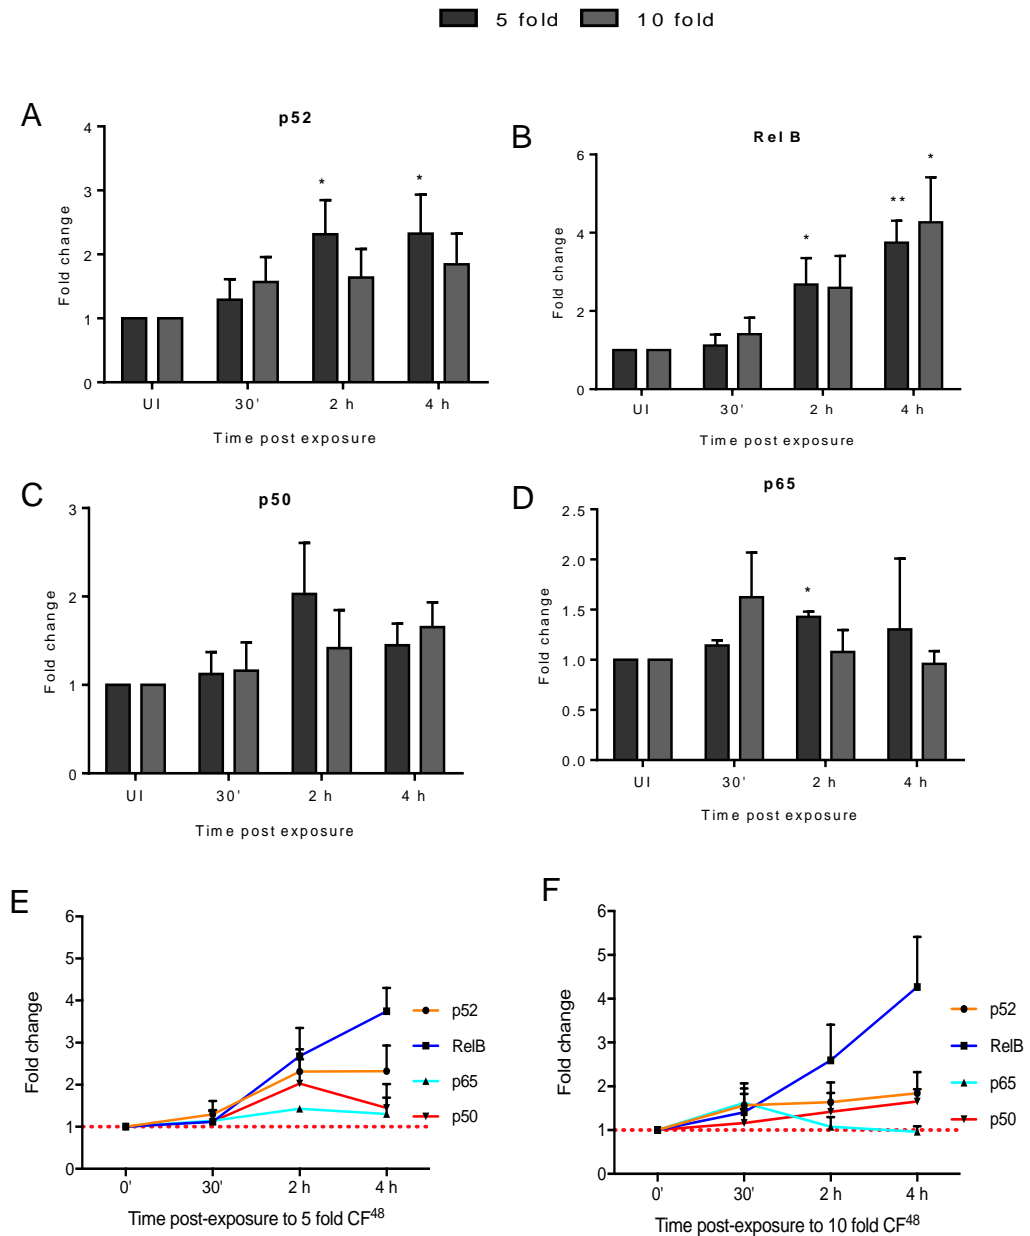 5 fold 10 fold
A
p52
4
3
2
1
0
Fold change
* *
UI 30' 2 h 4 h
Time post exposure
B
Rel B
6
4
2
0
Fold change
* ** *
UI 30' 2 h 4 h
Time post exposure
C
p50
3
2
1
0
Fold change
UI 30' 2 h 4 h
Time post exposure
D
p65
2.5
2.0
1.5
1.0
0.5
0.0
Fold change
*
UI 30' 2 h 4 h
Time post exposure
E
6
5
4
3
2
1
0
Fold change
p52
RelB
p65
p50
0' 30' 2 h 4 h
Time post-exposure to 5 fold CF⁴⁸
F
6
5
4
3
2
1
0
Fold change
p52
RelB
p65
p50
0' 30' 2 h 4 h
Time post-exposure to 10 fold CF⁴⁸